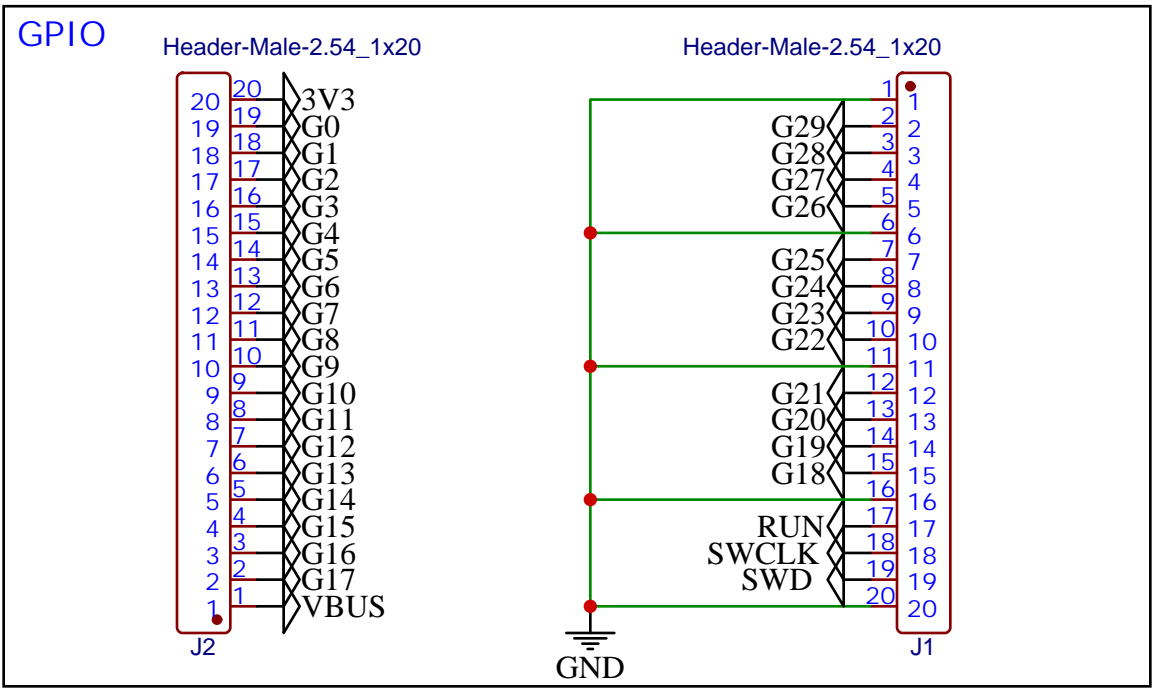 GPIO
Header-Male-2.54_1x20
20 20 3V3
19 19 G0
18 18 G1
17 17 G2
16 16 G3
15 15 G4
14 14 G5
13 13 G6
12 12 G7
11 11 G8
10 10 G9
9 9 G10
8 8 G11
7 7 G12
6 6 G13
5 5 G14
4 4 G15
3 3 G16
2 2 G17
1 1 VBUS
J2
Header-Male-2.54_1x20
1 1
G29 2 2
G28 3 3
G27 4 4
G26 5 5
6 6
G25 7 7
G24 8 8
G23 9 9
G22 10 10
11 11
G21 12 12
G20 13 13
G19 14 14
G18 15 15
16 16
RUN 17 17
SWCLK 18 18
SWD 19 19
20 20
J1
GND